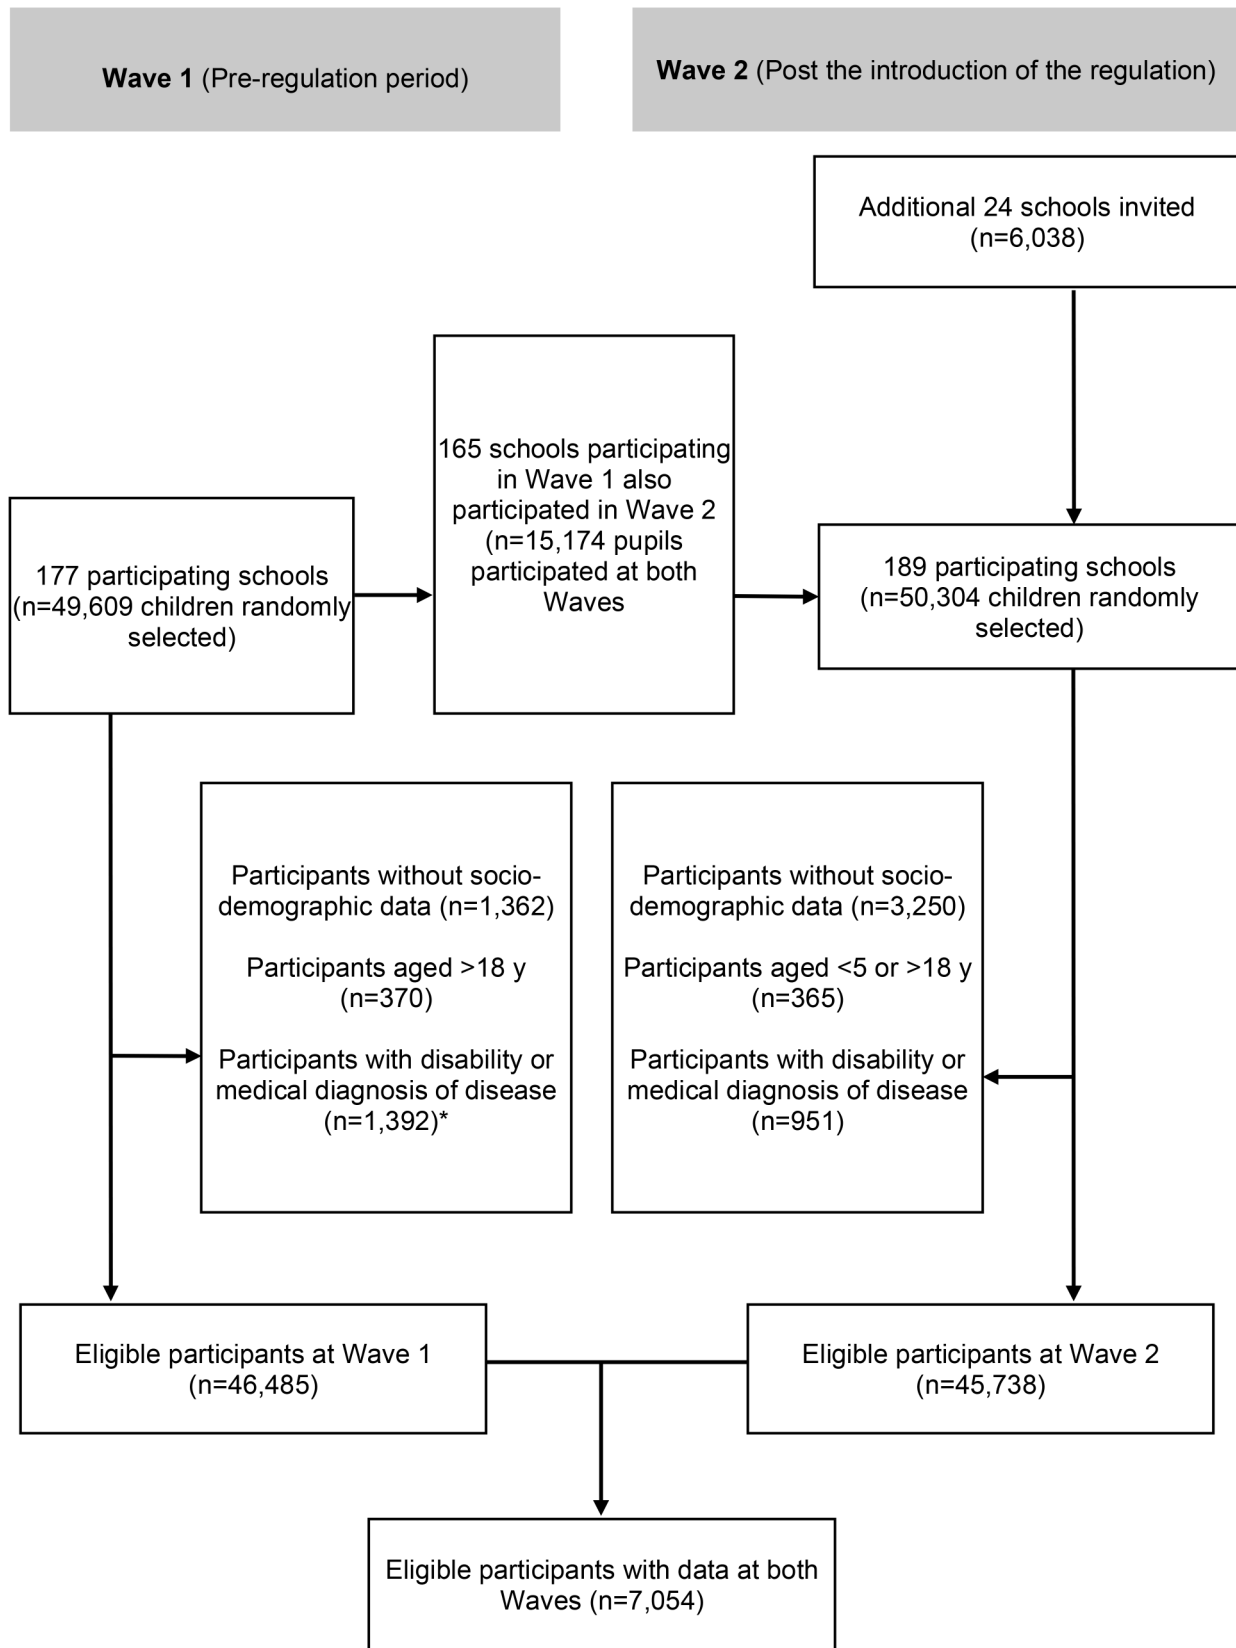 Wave 1 (Pre-regulation period)
Wave 2 (Post the introduction of the regulation)
Additional 24 schools invited
(n=6,038)
165 schools participating
in Wave 1 also
participated in Wave 2
(n=15,174 pupils
participated at both
Waves
177 participating schools
(n=49,609 children randomly
selected)
189 participating schools
(n=50,304 children randomly
selected)
Participants without socio-
demographic data (n=1,362)
Participants aged >18 y
(n=370)
Participants with disability or
medical diagnosis of disease
(n=1,392)*
Participants without socio-
demographic data (n=3,250)
Participants aged <5 or >18 y
(n=365)
Participants with disability or
medical diagnosis of disease
(n=951)
Eligible participants at Wave 1
(n=46,485)
Eligible participants at Wave 2
(n=45,738)
Eligible participants with data at both
Waves (n=7,054)